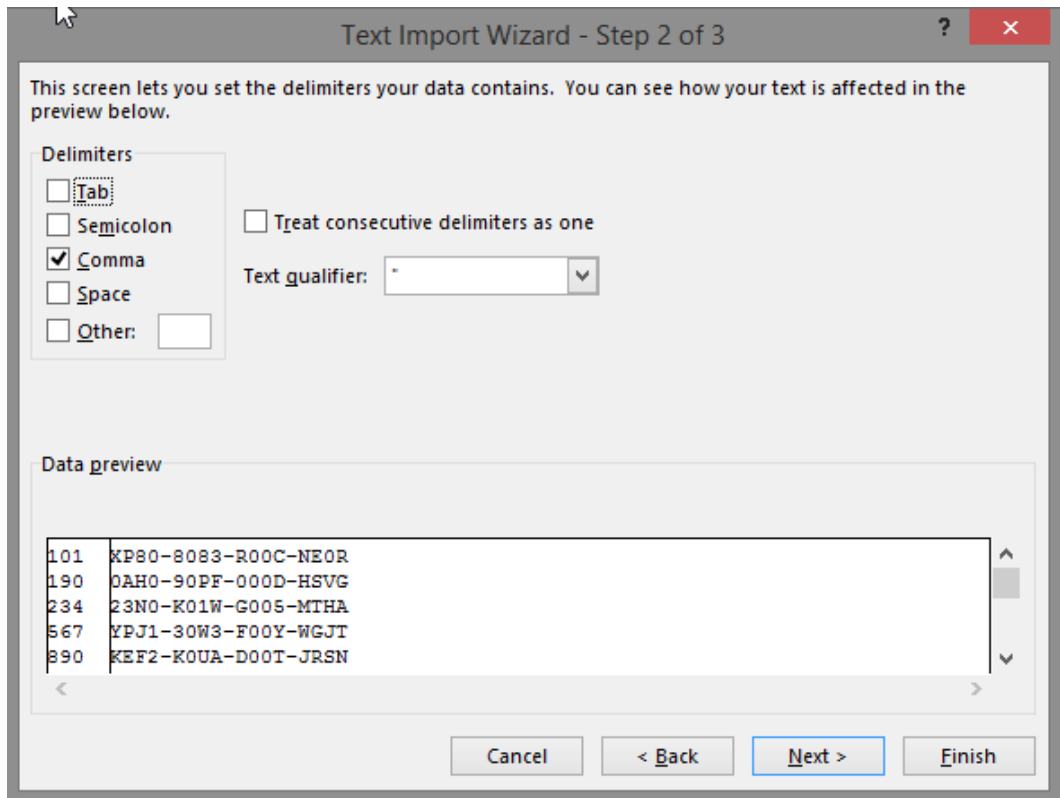 Text Import Wizard - Step 2 of 3
?
This screen lets you set the delimiters your data contains.  You can see how your text is affected in the
preview below.
Delimiters
Tab
Semicolon
Treat consecutive delimiters as one
Comma
Text qualifier: "
Space
Other:
Data preview
101 XP80-8083-R00C-NE0R
190 0AH0-90PF-000D-HSVG
234 23N0-K01W-G005-MTHA
567 YPJ1-30W3-F00Y-WGJT
890 KEF2-K0UA-D00T-JRSN
Cancel
< Back
Next >
Finish